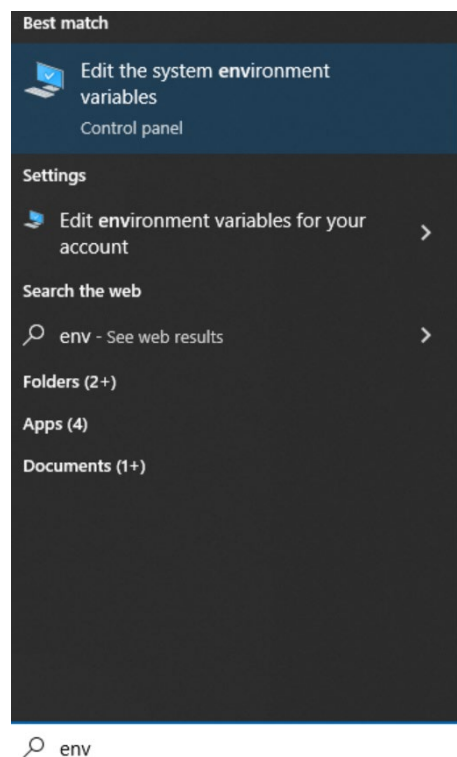 Best match
Edit the system environment
variables
Control panel
Settings
Edit environment variables for your
account
Search the web
env - See web results
Folders (2+)
Apps (4)
Documents (1+)
env